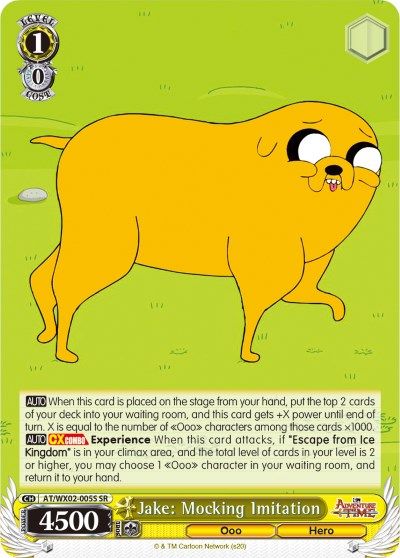 LEVEL
1
0
COST
AUTO When this card is placed on the stage from your hand, put the top 2 cards
of your deck into your waiting room, and this card gets +X power until end of
turn. X is equal to the number of «Ooo» characters among those cards ×1000.
AUTO CX COMBO Experience When this card attacks, if "Escape from Ice
Kingdom" is in your climax area, and the total level of cards in your level is 2
or higher, you may choose 1 «Ooo» character in your waiting room, and
return it to your hand.
AT/WX02-005S SR
Jake: Mocking Imitation
POWER
4500
SOUL
Ooo
Hero
ADVENTURE TIME
© & TM Cartoon Network (s20)